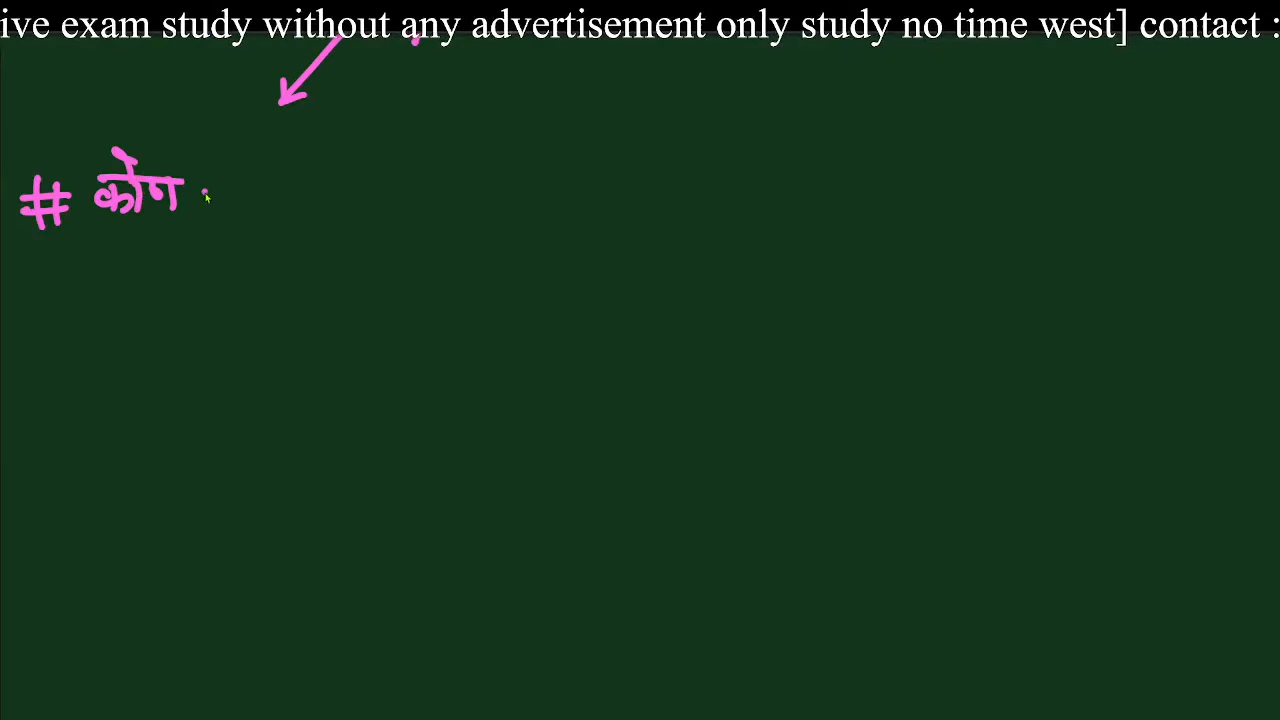 ive exam study without any advertisement only study no time west] contact :
# कोण